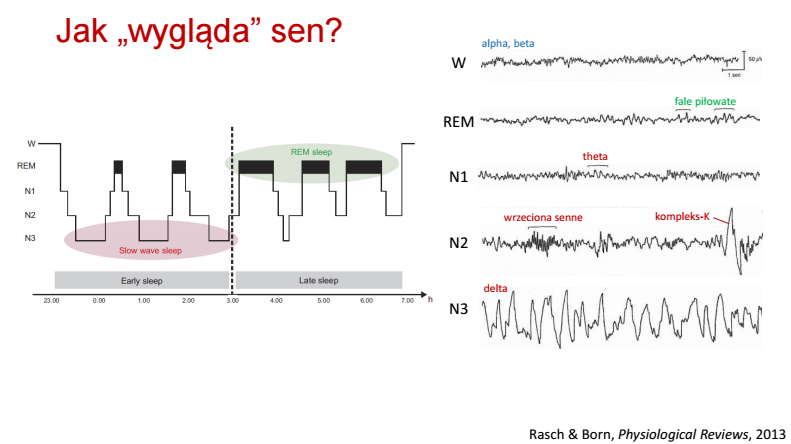 Jak „wygląda” sen?
W
REM
N1
N2
N3
REM sleep
Slow wave sleep
Early sleep
Late sleep
23.00 0.00 1.00 2.00 3.00 4.00 5.00 6.00 7.00 h
alpha, beta
W
50 µV
1 sec
fale piłowate
REM
theta
N1
wrzeciona senne
kompleks-K
N2
delta
N3
Rasch & Born, Physiological Reviews, 2013